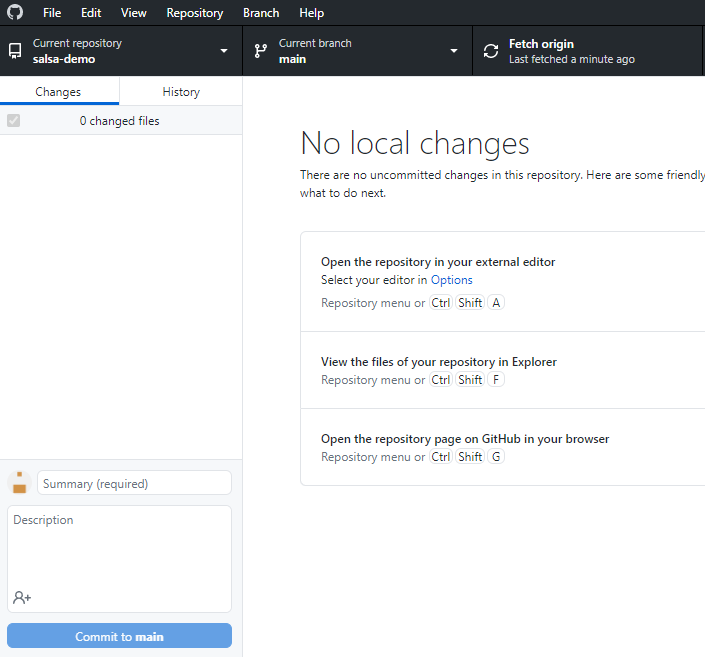 File Edit View Repository Branch Help
Current repository
salsa-demo
Current branch
main
Fetch origin
Last fetched a minute ago
Changes History
0 changed files
No local changes
There are no uncommitted changes in this repository. Here are some friendly
what to do next.
Open the repository in your external editor
Select your editor in Options
Repository menu or Ctrl Shift A
View the files of your repository in Explorer
Repository menu or Ctrl Shift F
Open the repository page on GitHub in your browser
Repository menu or Ctrl Shift G
Summary (required)
Description
Commit to main